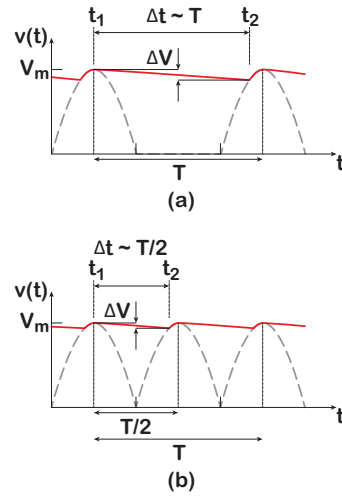 t₁ Δt ~ T t₂
v(t)
Vₘ ΔV
t
T
(a)
Δt ~ T/2
t₁ t₂
v(t)
ΔV
Vₘ
t
T/2
T
(b)